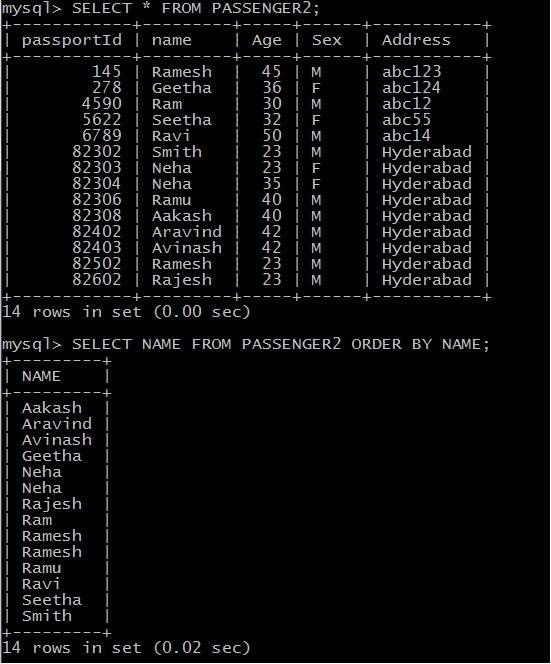 mysql> SELECT * FROM PASSENGER2;
+------------+---------+-----+------+-----------+
| passportId | name    | Age | Sex  | Address   |
+------------+---------+-----+------+-----------+
|        145 | Ramesh  |  45 | M    | abc123    |
|        278 | Geetha  |  36 | F    | abc124    |
|       4590 | Ram     |  30 | M    | abc12     |
|       5622 | Seetha  |  32 | F    | abc55     |
|       6789 | Ravi    |  50 | M    | abc14     |
|      82302 | Smith   |  23 | M    | Hyderabad |
|      82303 | Neha    |  23 | F    | Hyderabad |
|      82304 | Neha    |  35 | F    | Hyderabad |
|      82306 | Ramu    |  40 | M    | Hyderabad |
|      82308 | Aakash  |  40 | M    | Hyderabad |
|      82402 | Aravind |  42 | M    | Hyderabad |
|      82403 | Avinash |  42 | M    | Hyderabad |
|      82502 | Ramesh  |  23 | M    | Hyderabad |
|      82602 | Rajesh  |  23 | M    | Hyderabad |
+------------+---------+-----+------+-----------+
14 rows in set (0.00 sec)
mysql> SELECT NAME FROM PASSENGER2 ORDER BY NAME;
+---------+
| NAME    |
+---------+
| Aakash  |
| Aravind |
| Avinash |
| Geetha  |
| Neha    |
| Neha    |
| Rajesh  |
| Ram     |
| Ramesh  |
| Ramesh  |
| Ramu    |
| Ravi    |
| Seetha  |
| Smith   |
+---------+
14 rows in set (0.02 sec)